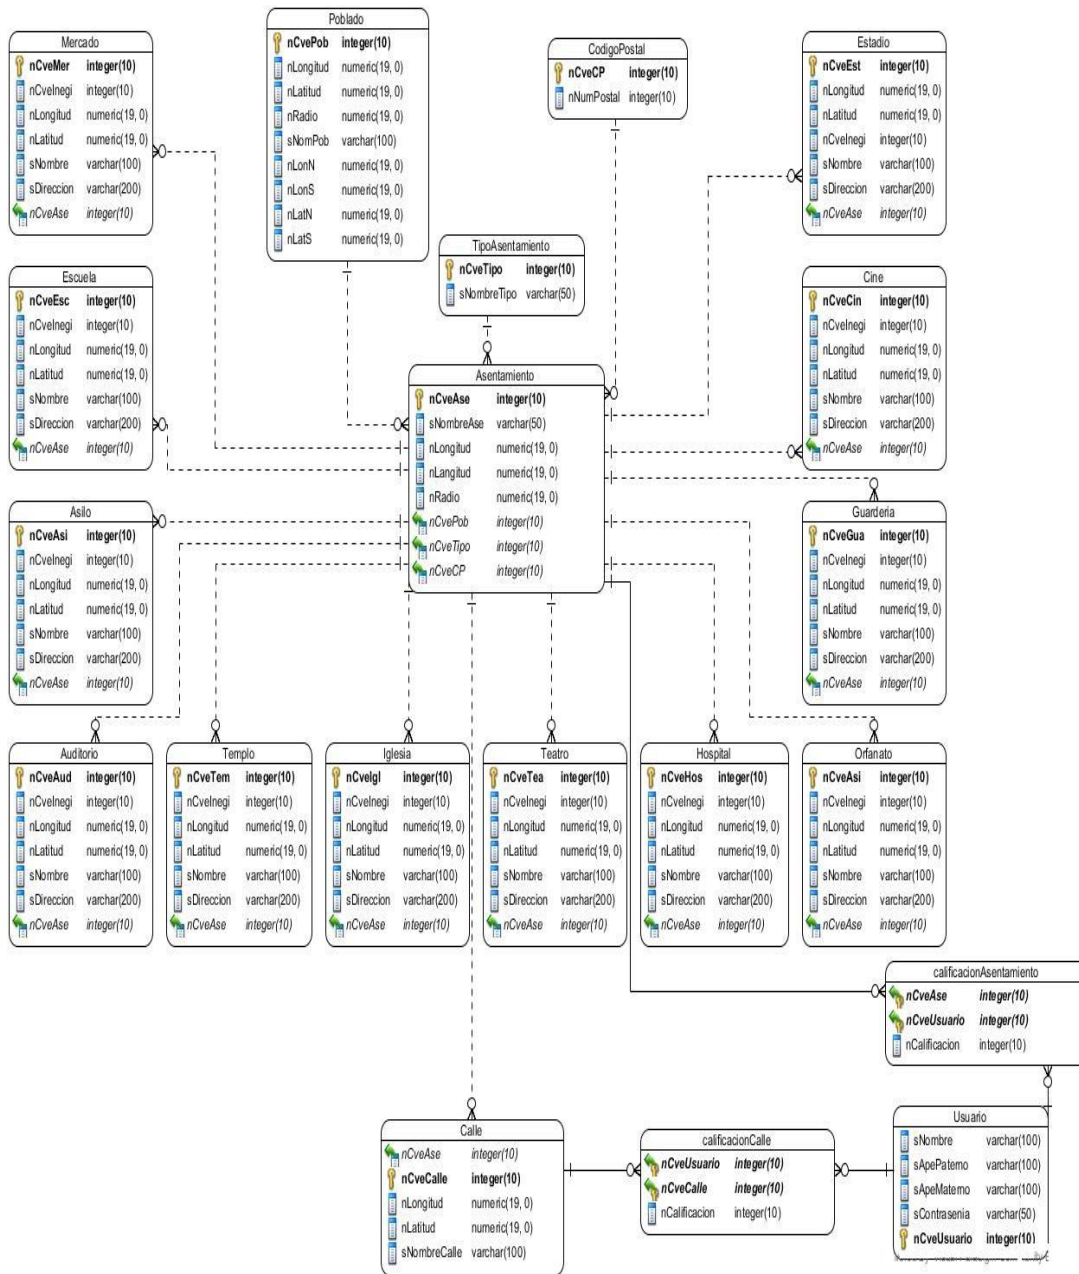 Poblado
nCvePob integer(10)
nLongitud numeric(19, 0)
nLatitud numeric(19, 0)
nRadio numeric(19, 0)
sNomPob varchar(100)
nLonN numeric(19, 0)
nLonS numeric(19, 0)
nLatN numeric(19, 0)
nLatS numeric(19, 0)
Mercado
nCveMer integer(10)
nCveInegi integer(10)
nLongitud numeric(19, 0)
nLatitud numeric(19, 0)
sNombre varchar(100)
sDireccion varchar(200)
nCveAse integer(10)
CodigoPostal
nCveCP integer(10)
nNumPostal integer(10)
Estadio
nCveEst integer(10)
nLongitud numeric(19, 0)
nLatitud numeric(19, 0)
nCveInegi integer(10)
sNombre varchar(100)
sDireccion varchar(200)
nCveAse integer(10)
TipoAsentamiento
nCveTipo integer(10)
sNombreTipo varchar(50)
Escuela
nCveEsc integer(10)
nCveInegi integer(10)
nLongitud numeric(19, 0)
nLatitud numeric(19, 0)
sNombre varchar(100)
sDireccion varchar(200)
nCveAse integer(10)
Cine
nCveCin integer(10)
nCveInegi integer(10)
nLongitud numeric(19, 0)
nLatitud numeric(19, 0)
sNombre varchar(100)
sDireccion varchar(200)
nCveAse integer(10)
Asentamiento
nCveAse integer(10)
sNombreAse varchar(50)
nLongitud numeric(19, 0)
nLangitud numeric(19, 0)
nRadio numeric(19, 0)
nCvePob integer(10)
nCveTipo integer(10)
nCveCP integer(10)
Asilo
nCveAsi integer(10)
nCveInegi integer(10)
nLongitud numeric(19, 0)
nLatitud numeric(19, 0)
sNombre varchar(100)
sDireccion varchar(200)
nCveAse integer(10)
Guarderia
nCveGua integer(10)
nCveInegi integer(10)
nLongitud numeric(19, 0)
nLatitud numeric(19, 0)
sNombre varchar(100)
sDireccion varchar(200)
nCveAse integer(10)
Auditorio
nCveAud integer(10)
nCveInegi integer(10)
nLongitud numeric(19, 0)
nLatitud numeric(19, 0)
sNombre varchar(100)
sDireccion varchar(200)
nCveAse integer(10)
Templo
nCveTem integer(10)
nCveInegi integer(10)
nLongitud numeric(19, 0)
nLatitud numeric(19, 0)
sNombre varchar(100)
sDireccion varchar(200)
nCveAse integer(10)
Iglesia
nCveIgl integer(10)
nCveInegi integer(10)
nLongitud numeric(19, 0)
nLatitud numeric(19, 0)
sNombre varchar(100)
sDireccion varchar(200)
nCveAse integer(10)
Teatro
nCveTea integer(10)
nCveInegi integer(10)
nLongitud numeric(19, 0)
nLatitud numeric(19, 0)
sNombre varchar(100)
sDireccion varchar(200)
nCveAse integer(10)
Hospital
nCveHos integer(10)
nCveInegi integer(10)
nLongitud numeric(19, 0)
nLatitud numeric(19, 0)
sNombre varchar(100)
sDireccion varchar(200)
nCveAse integer(10)
Orfanato
nCveAsi integer(10)
nCveInegi integer(10)
nLongitud numeric(19, 0)
nLatitud numeric(19, 0)
sNombre varchar(100)
sDireccion varchar(200)
nCveAse integer(10)
calificacionAsentamiento
nCveAse integer(10)
nCveUsuario integer(10)
nCalificacion integer(10)
Calle
nCveAse integer(10)
nCveCalle integer(10)
nLongitud numeric(19, 0)
nLatitud numeric(19, 0)
sNombreCalle varchar(100)
calificacionCalle
nCveUsuario integer(10)
nCveCalle integer(10)
nCalificacion integer(10)
Usuario
sNombre varchar(100)
sApePaterno varchar(100)
sApeMaterno varchar(100)
sContrasenia varchar(50)
nCveUsuario integer(10)